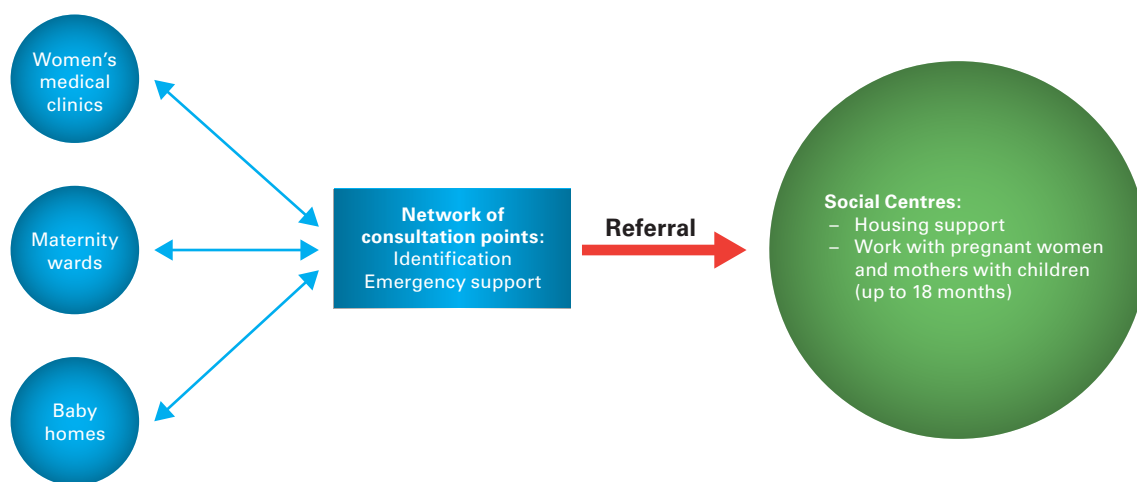 Women's
medical
clinics
Maternity
wards
Baby
homes
Network of
consultation points:
Identification
Emergency support
Referral
Social Centres:
– Housing support
– Work with pregnant women
and mothers with children
(up to 18 months)